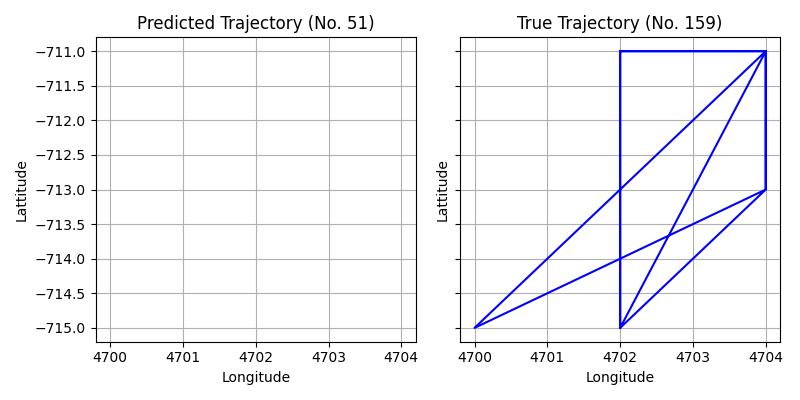 Predicted Trajectory (No. 51)
True Trajectory (No. 159)
−711.0
−711.5
−712.0
−712.5
−713.0
−713.5
−714.0
−714.5
−715.0
Lattitude
Lattitude
4700 4701 4702 4703 4704
4700 4701 4702 4703 4704
Longitude
Longitude